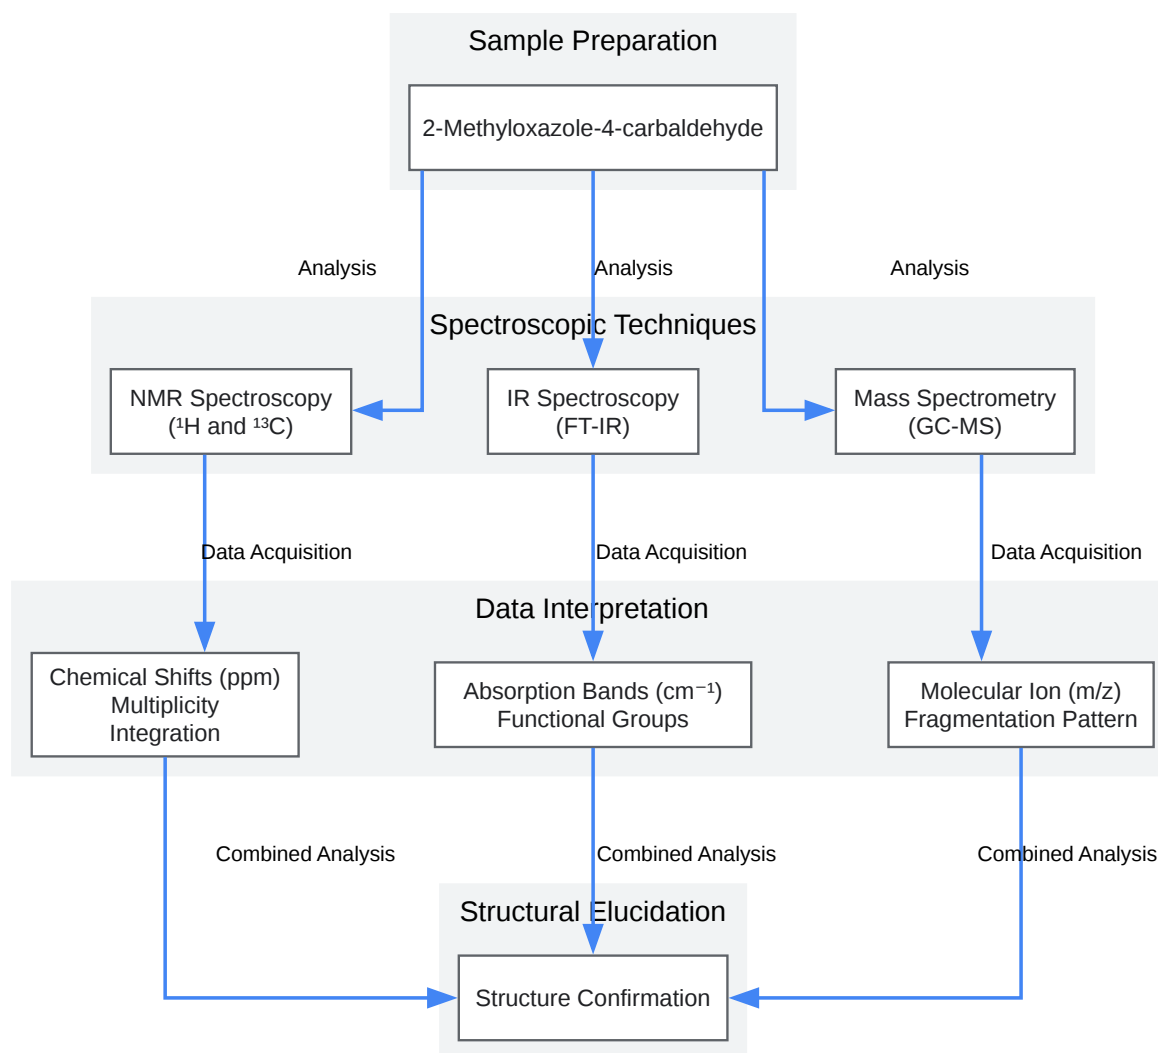 Sample Preparation
2-Methyloxazole-4-carbaldehyde
Analysis
Analysis
Analysis
Spectroscopic Techniques
NMR Spectroscopy
(¹H and ¹³C)
IR Spectroscopy
(FT-IR)
Mass Spectrometry
(GC-MS)
Data Acquisition
Data Acquisition
Data Acquisition
Data Interpretation
Chemical Shifts (ppm)
Multiplicity
Integration
Absorption Bands (cm⁻¹)
Functional Groups
Molecular Ion (m/z)
Fragmentation Pattern
Combined Analysis
Combined Analysis
Combined Analysis
Structural Elucidation
Structure Confirmation